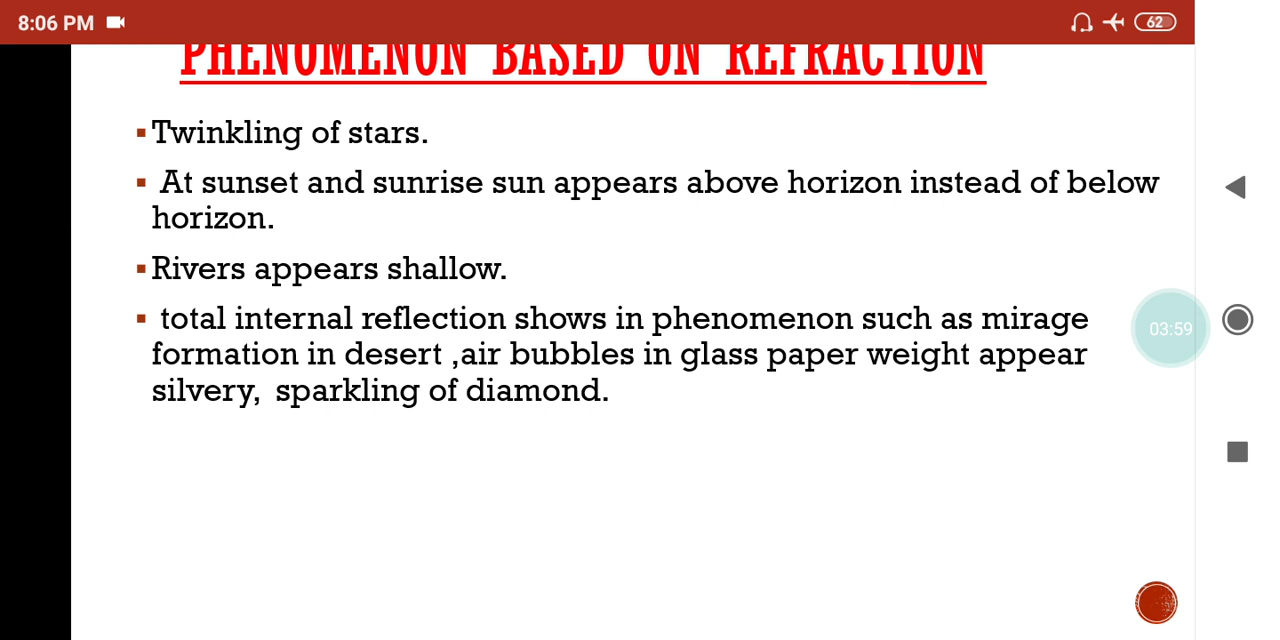 8:06 PM
62
PHENOMENON BASED ON REFRACTION
▪Twinkling of stars.
▪ At sunset and sunrise sun appears above horizon instead of below
horizon.
▪Rivers appears shallow.
▪ total internal reflection shows in phenomenon such as mirage
formation in desert ,air bubbles in glass paper weight appear
silvery,  sparkling of diamond.
03:59